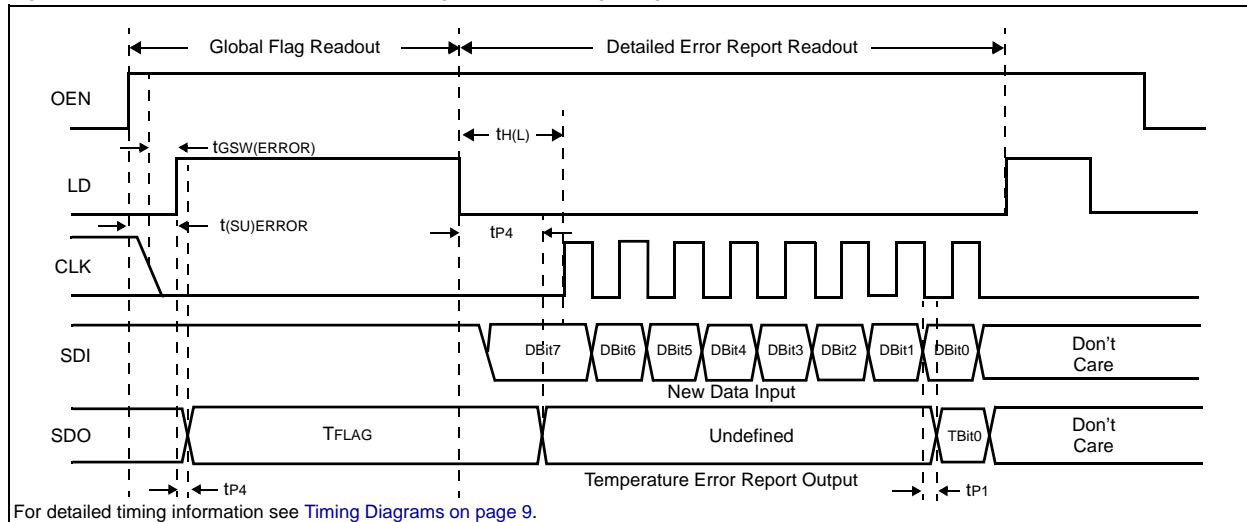 Global Flag Readout
Detailed Error Report Readout
OEN
tH(L)
tGSW(ERROR)
LD
t(SU)ERROR
tP4
CLK
SDI
DBit7 DBit6 DBit5 DBit4 DBit3 DBit2 DBit1 DBit0
Don't
Care
New Data Input
SDO
TFLAG
Undefined
TBit0
Don't
Care
Temperature Error Report Output
tP4
tP1
For detailed timing information see Timing Diagrams on page 9.